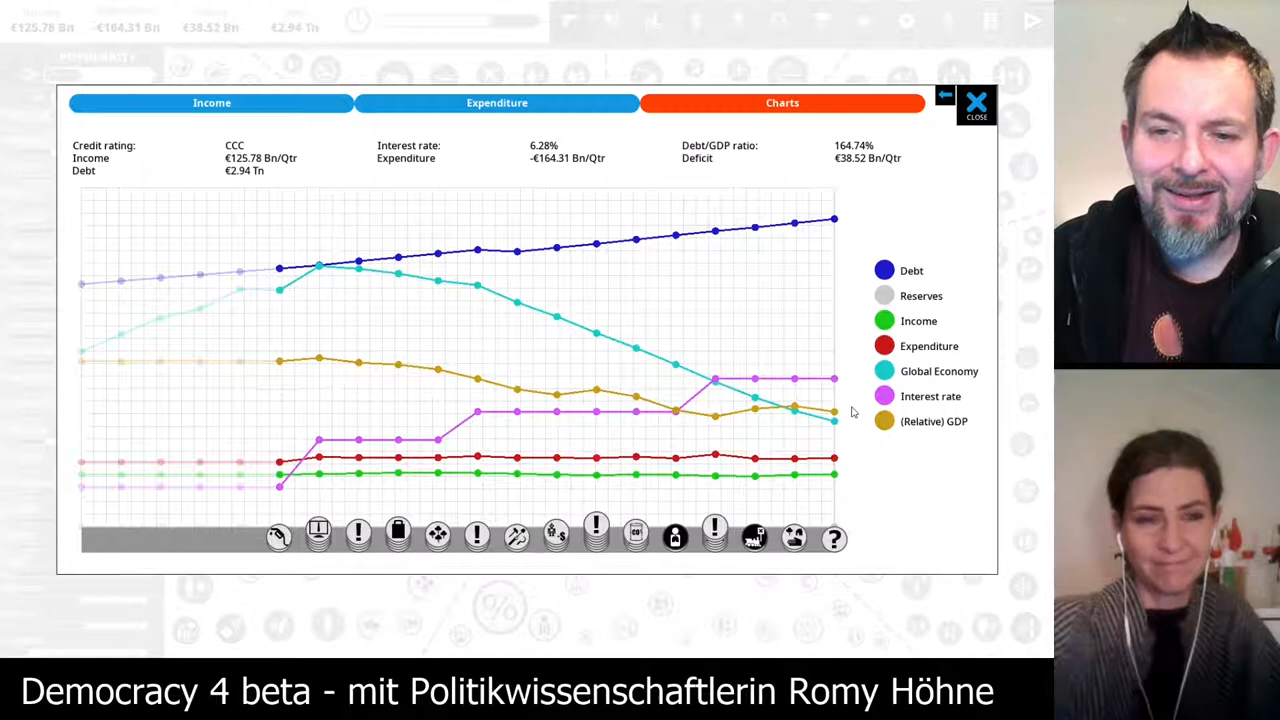 €125.78 Bn -€164.31 Bn €38.52 Bn €2.94 Tn
POPULARITY
Income Expenditure Charts
CLOSE
Credit rating: CCC Interest rate: 6.28% Debt/GDP ratio: 164.74%
Income €125.78 Bn/Qtr Expenditure -€164.31 Bn/Qtr Deficit €38.52 Bn/Qtr
Debt €2.94 Tn
Debt
Reserves
Income
Expenditure
Global Economy
Interest rate
(Relative) GDP
Democracy 4 beta - mit Politikwissenschaftlerin Romy Höhne